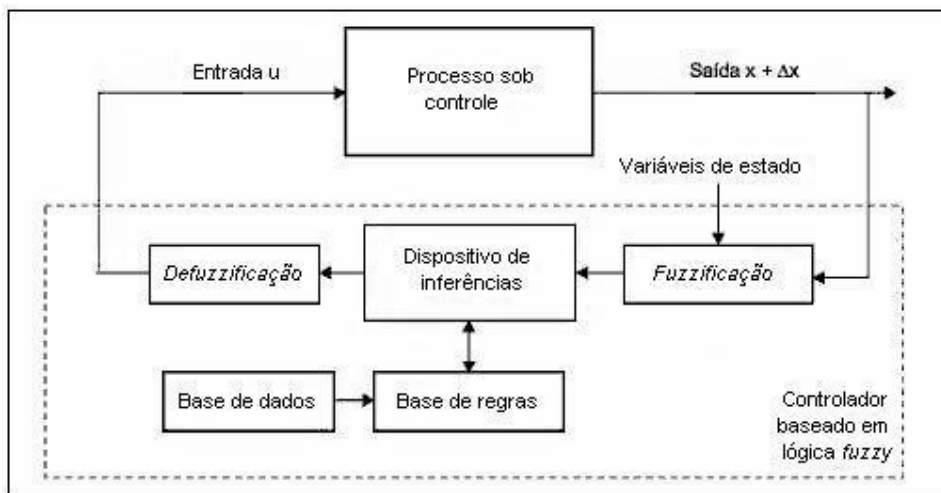 Entrada u
Processo sob
controle
Saída x + Δx
Variáveis de estado
Defuzzificação
Dispositivo de
inferências
Fuzzificação
Base de dados
Base de regras
Controlador
baseado em
lógica fuzzy